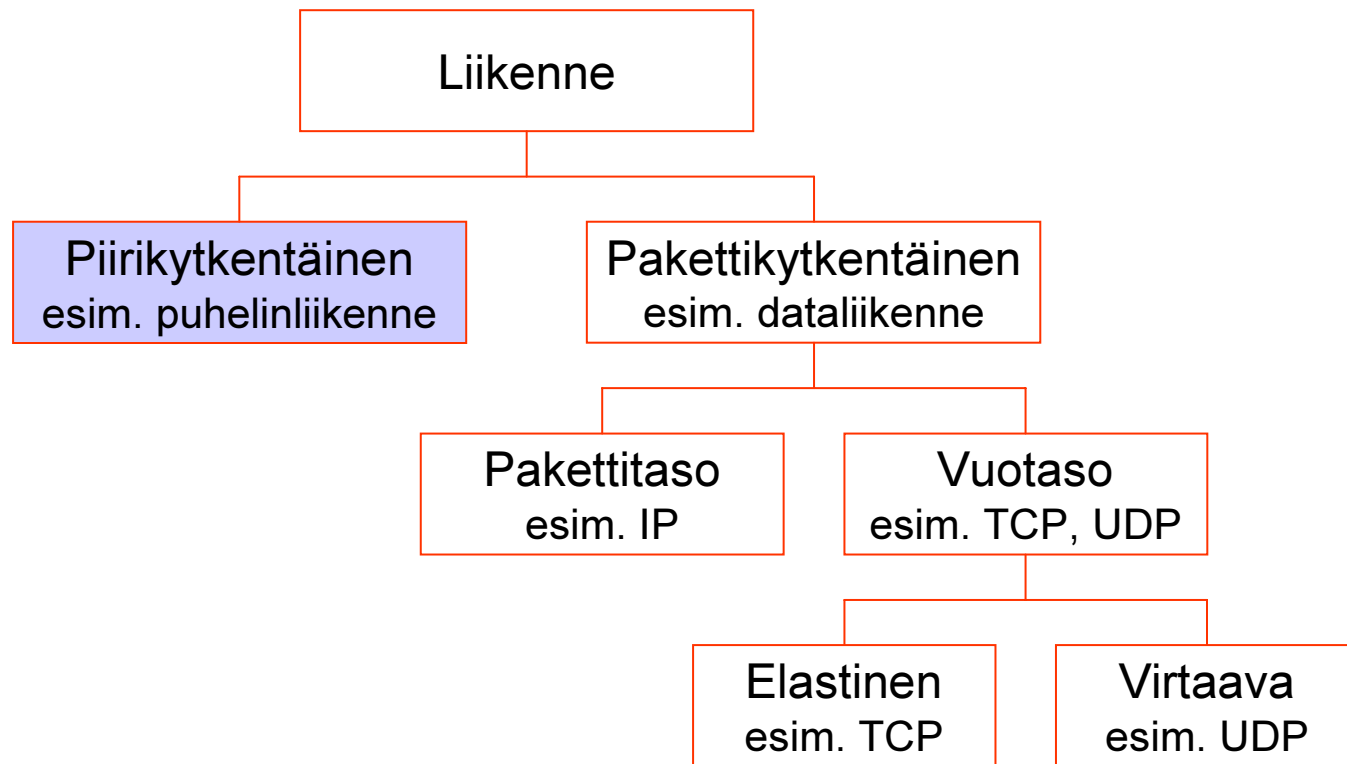 Liikenne
Piirikytkentäinen
esim. puhelinliikenne
Pakettikytkentäinen
esim. dataliikenne
Pakettitaso
esim. IP
Vuotaso
esim. TCP, UDP
Elastinen
esim. TCP
Virtaava
esim. UDP